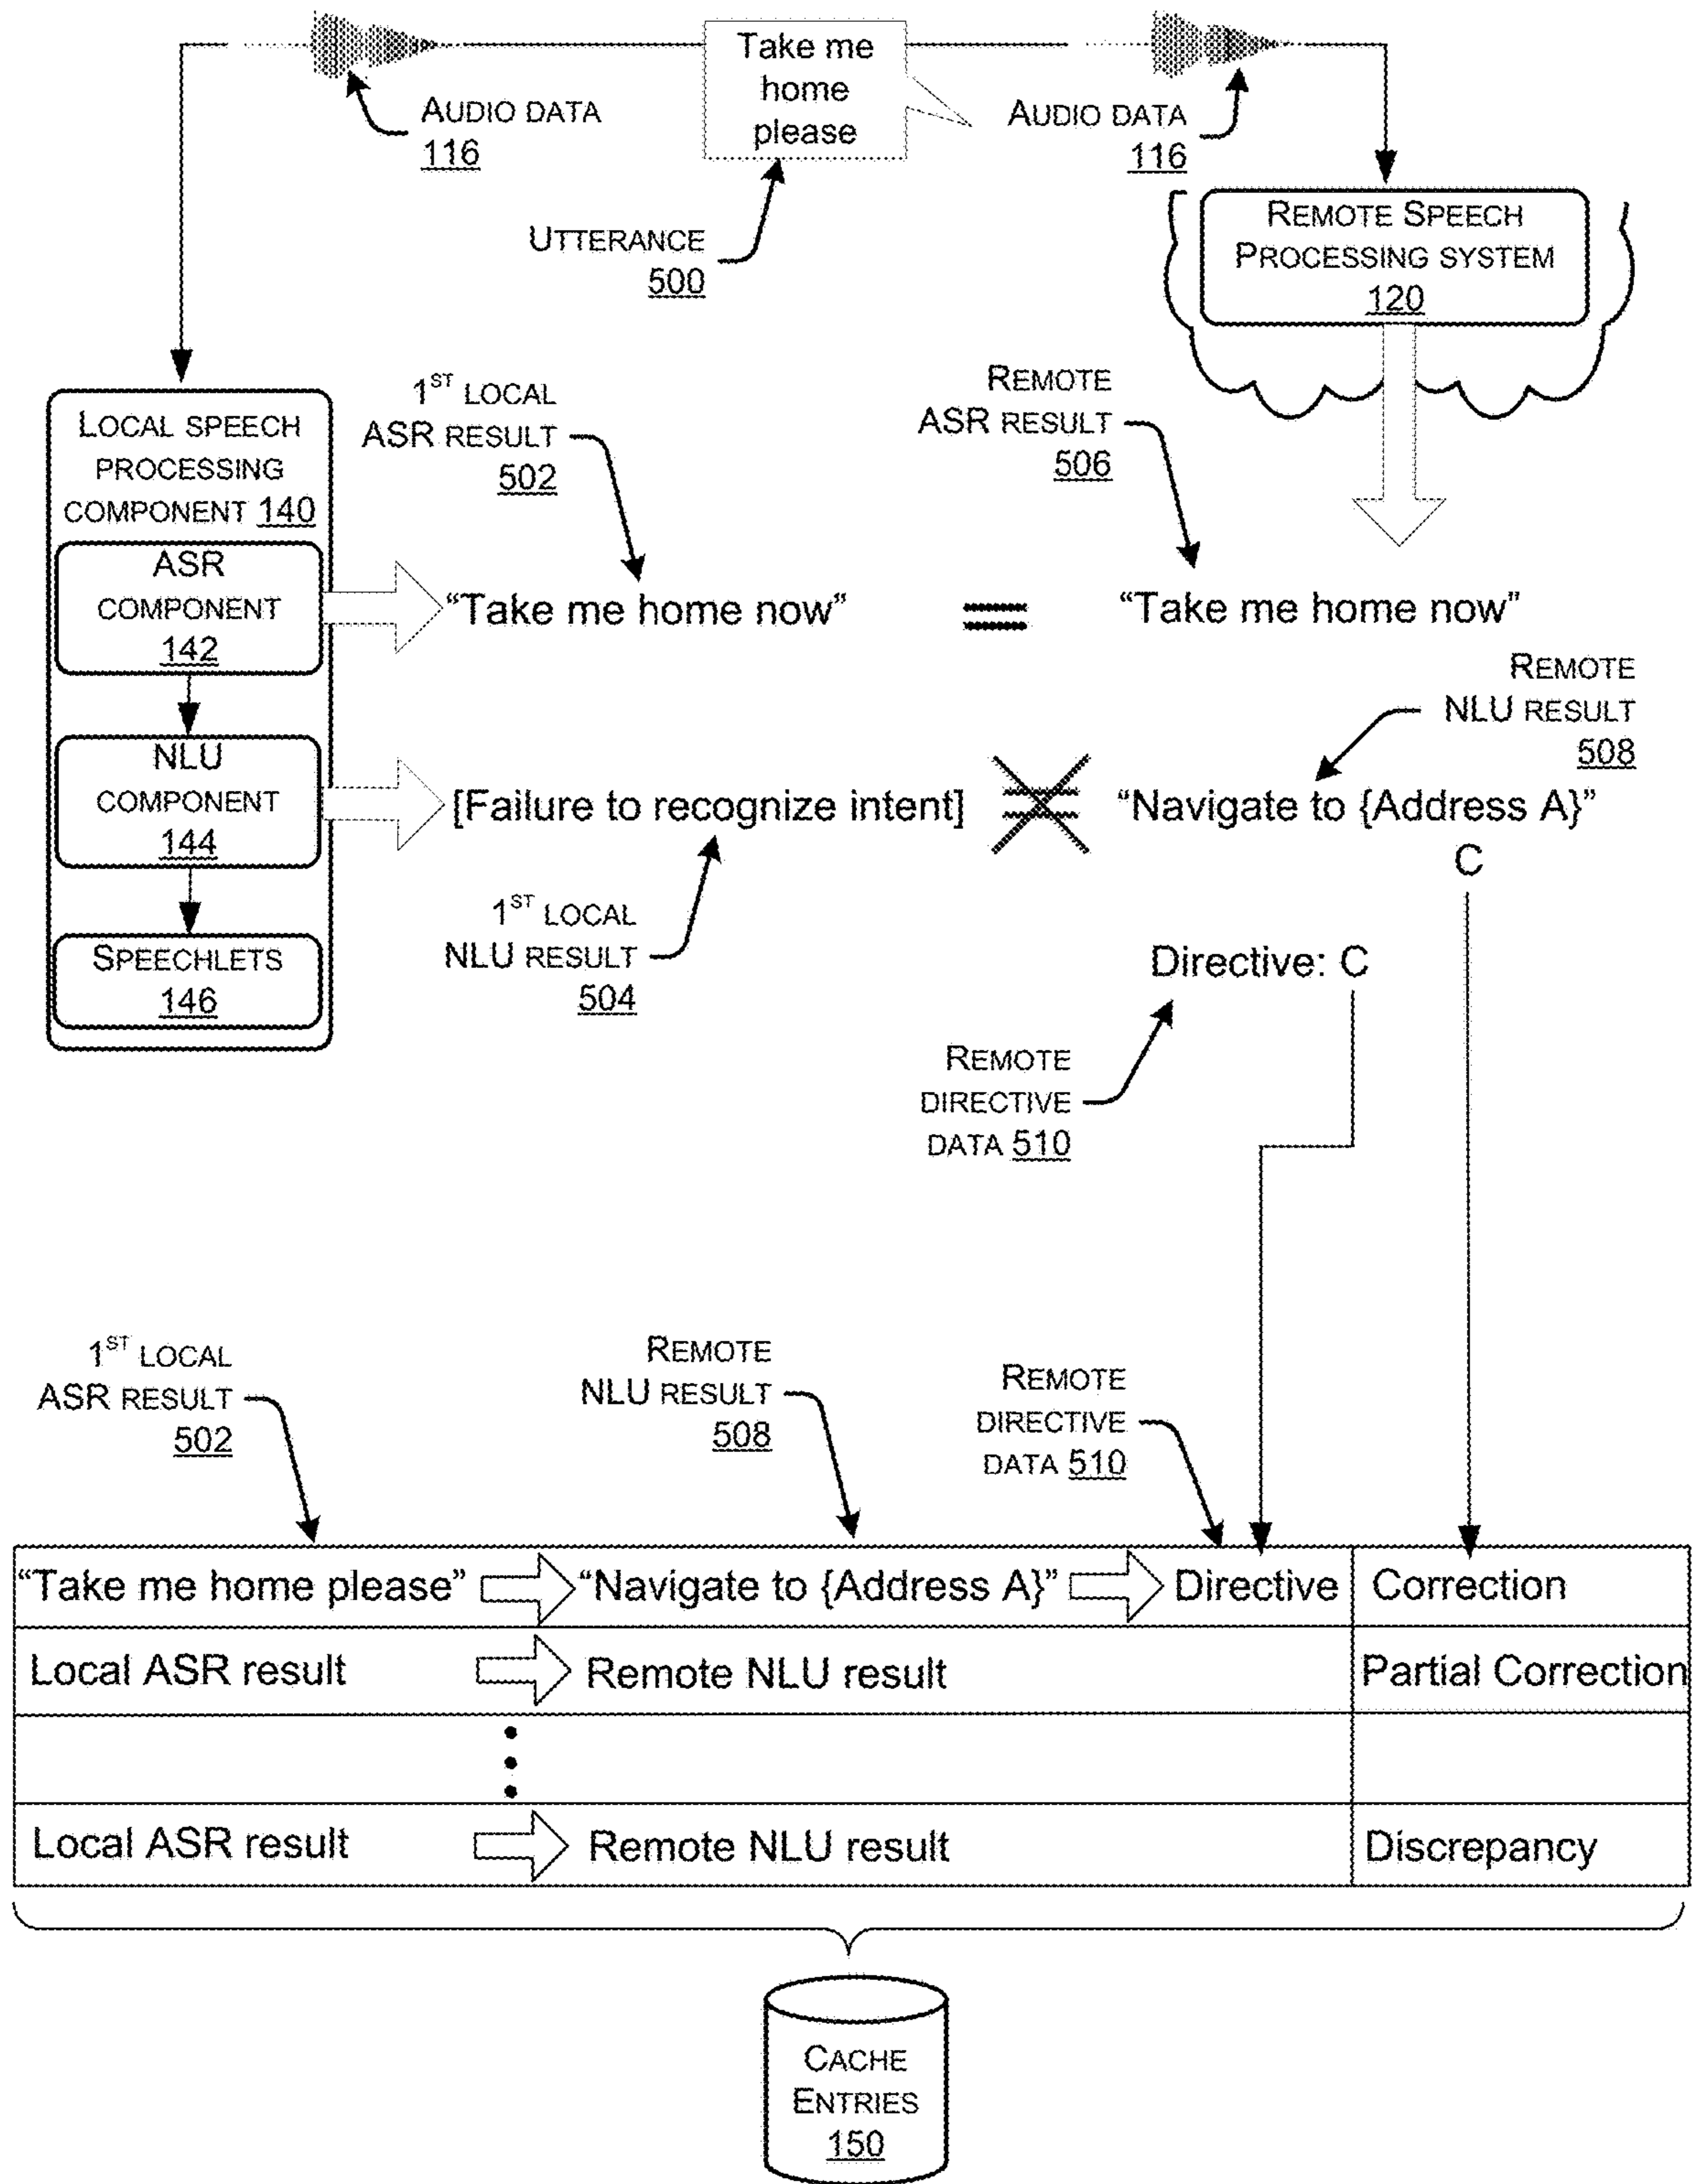 Take me
home
please
AUDIO DATA
116
AUDIO DATA
116
UTTERANCE
500
REMOTE SPEECH
PROCESSING SYSTEM
120
LOCAL SPEECH
PROCESSING
COMPONENT 140
1ST LOCAL
ASR RESULT
502
REMOTE
ASR RESULT
506
ASR
COMPONENT
142
“Take me home now” = “Take me home now”
REMOTE
NLU RESULT
508
NLU
COMPONENT
144
[Failure to recognize intent] = “Navigate to {Address A}”
C
1ST LOCAL
NLU RESULT
504
SPEECHLETS
146
Directive: C
REMOTE
DIRECTIVE
DATA 510
1ST LOCAL
ASR RESULT
502
REMOTE
NLU RESULT
508
REMOTE
DIRECTIVE
DATA 510
“Take me home please” “Navigate to {Address A}” Directive Correction
Local ASR result Remote NLU result Partial Correction
Local ASR result Remote NLU result Discrepancy
CACHE
ENTRIES
150